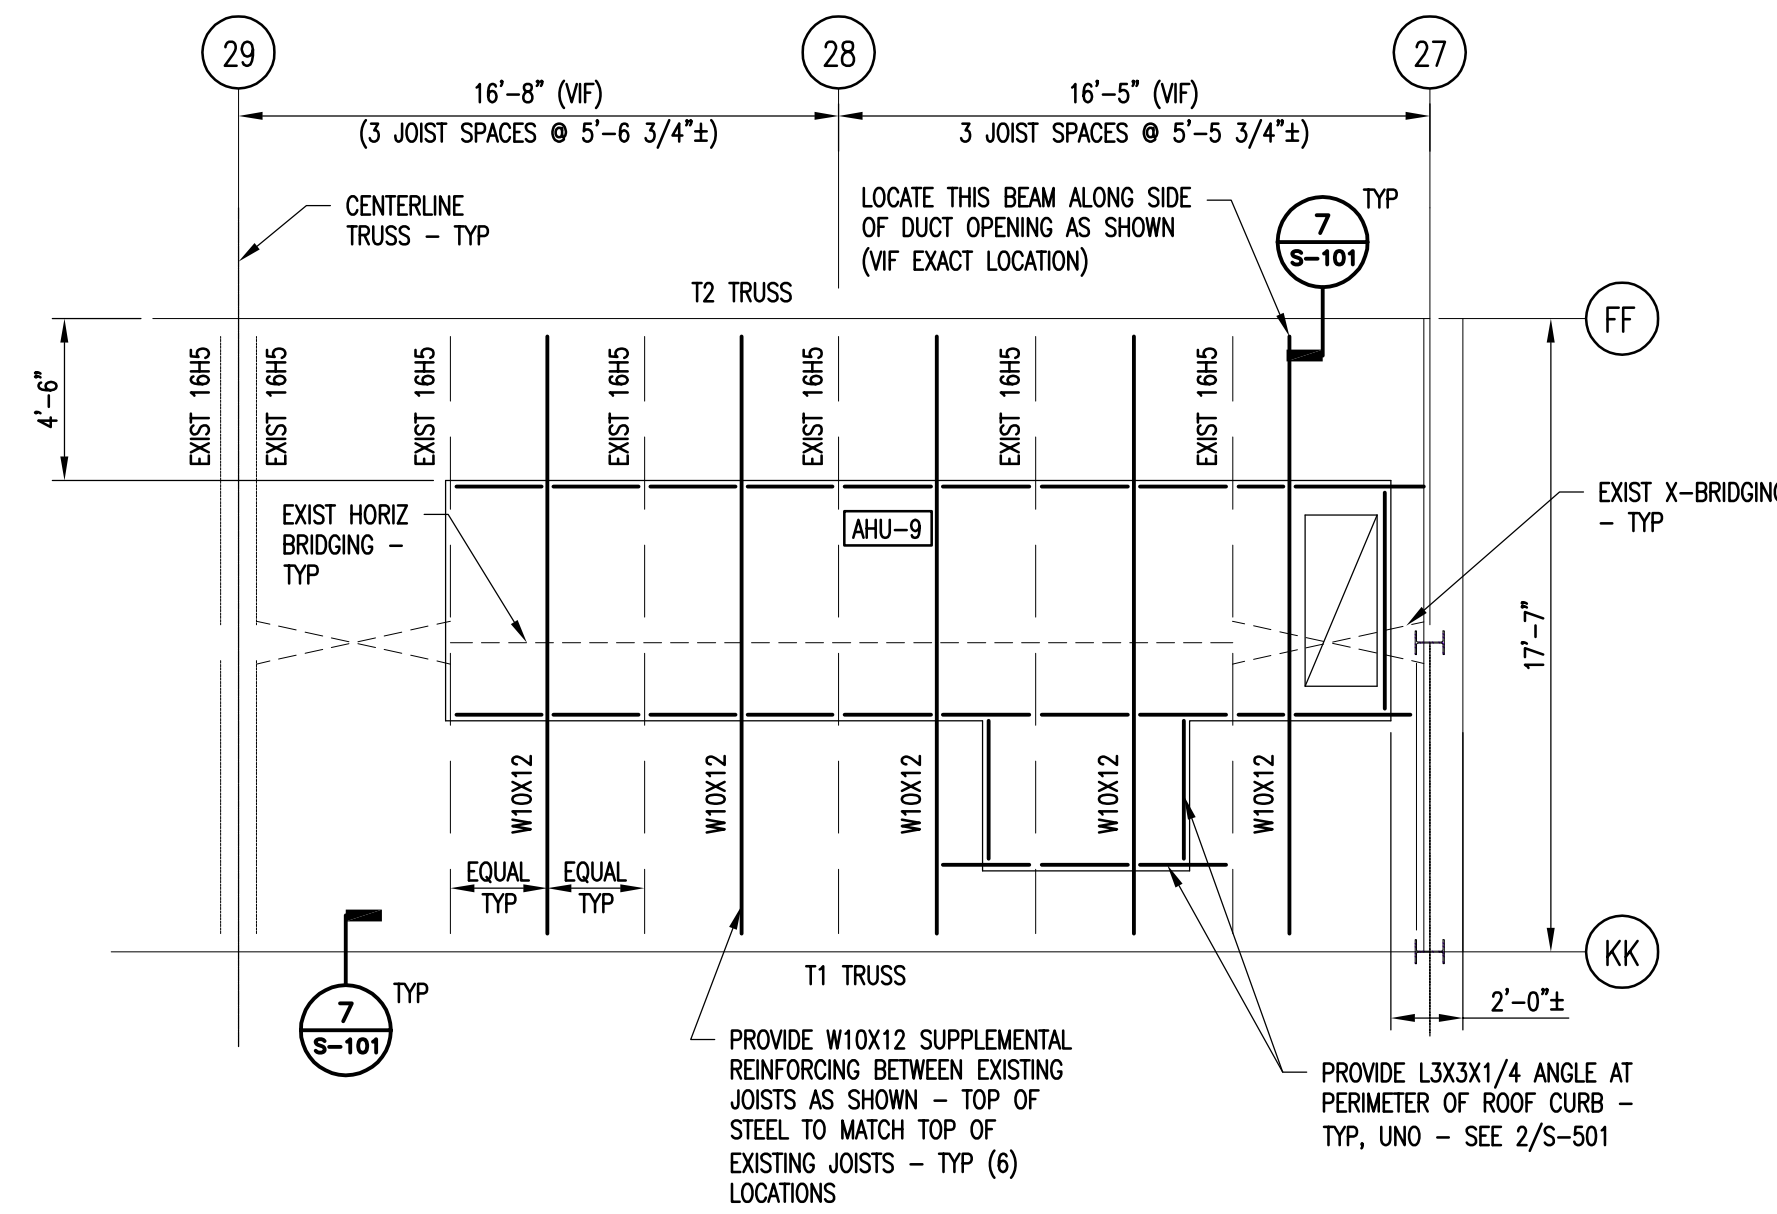 29
28
27
16'-8" (VIF)
(3 JOIST SPACES @ 5'-6 3/4"±)
16'-5" (VIF)
3 JOIST SPACES @ 5'-5 3/4"±)
CENTERLINE
TRUSS - TYP
LOCATE THIS BEAM ALONG SIDE
OF DUCT OPENING AS SHOWN
(VIF EXACT LOCATION)
7
S-101
TYP
T2 TRUSS
FF
4'-6"
EXIST 16H5
EXIST 16H5
EXIST 16H5
EXIST 16H5
EXIST 16H5
EXIST 16H5
EXIST 16H5
EXIST HORIZ
BRIDGING -
TYP
AHU-9
EXIST X-BRIDGING
- TYP
17'-7"
W10X12
W10X12
W10X12
W10X12
W10X12
EQUAL
TYP
EQUAL
TYP
KK
T1 TRUSS
7
S-101
TYP
2'-0"±
PROVIDE W10X12 SUPPLEMENTAL
REINFORCING BETWEEN EXISTING
JOISTS AS SHOWN - TOP OF
STEEL TO MATCH TOP OF
EXISTING JOISTS - TYP (6)
LOCATIONS
PROVIDE L3X3X1/4 ANGLE AT
PERIMETER OF ROOF CURB -
TYP, UNO - SEE 2/S-501